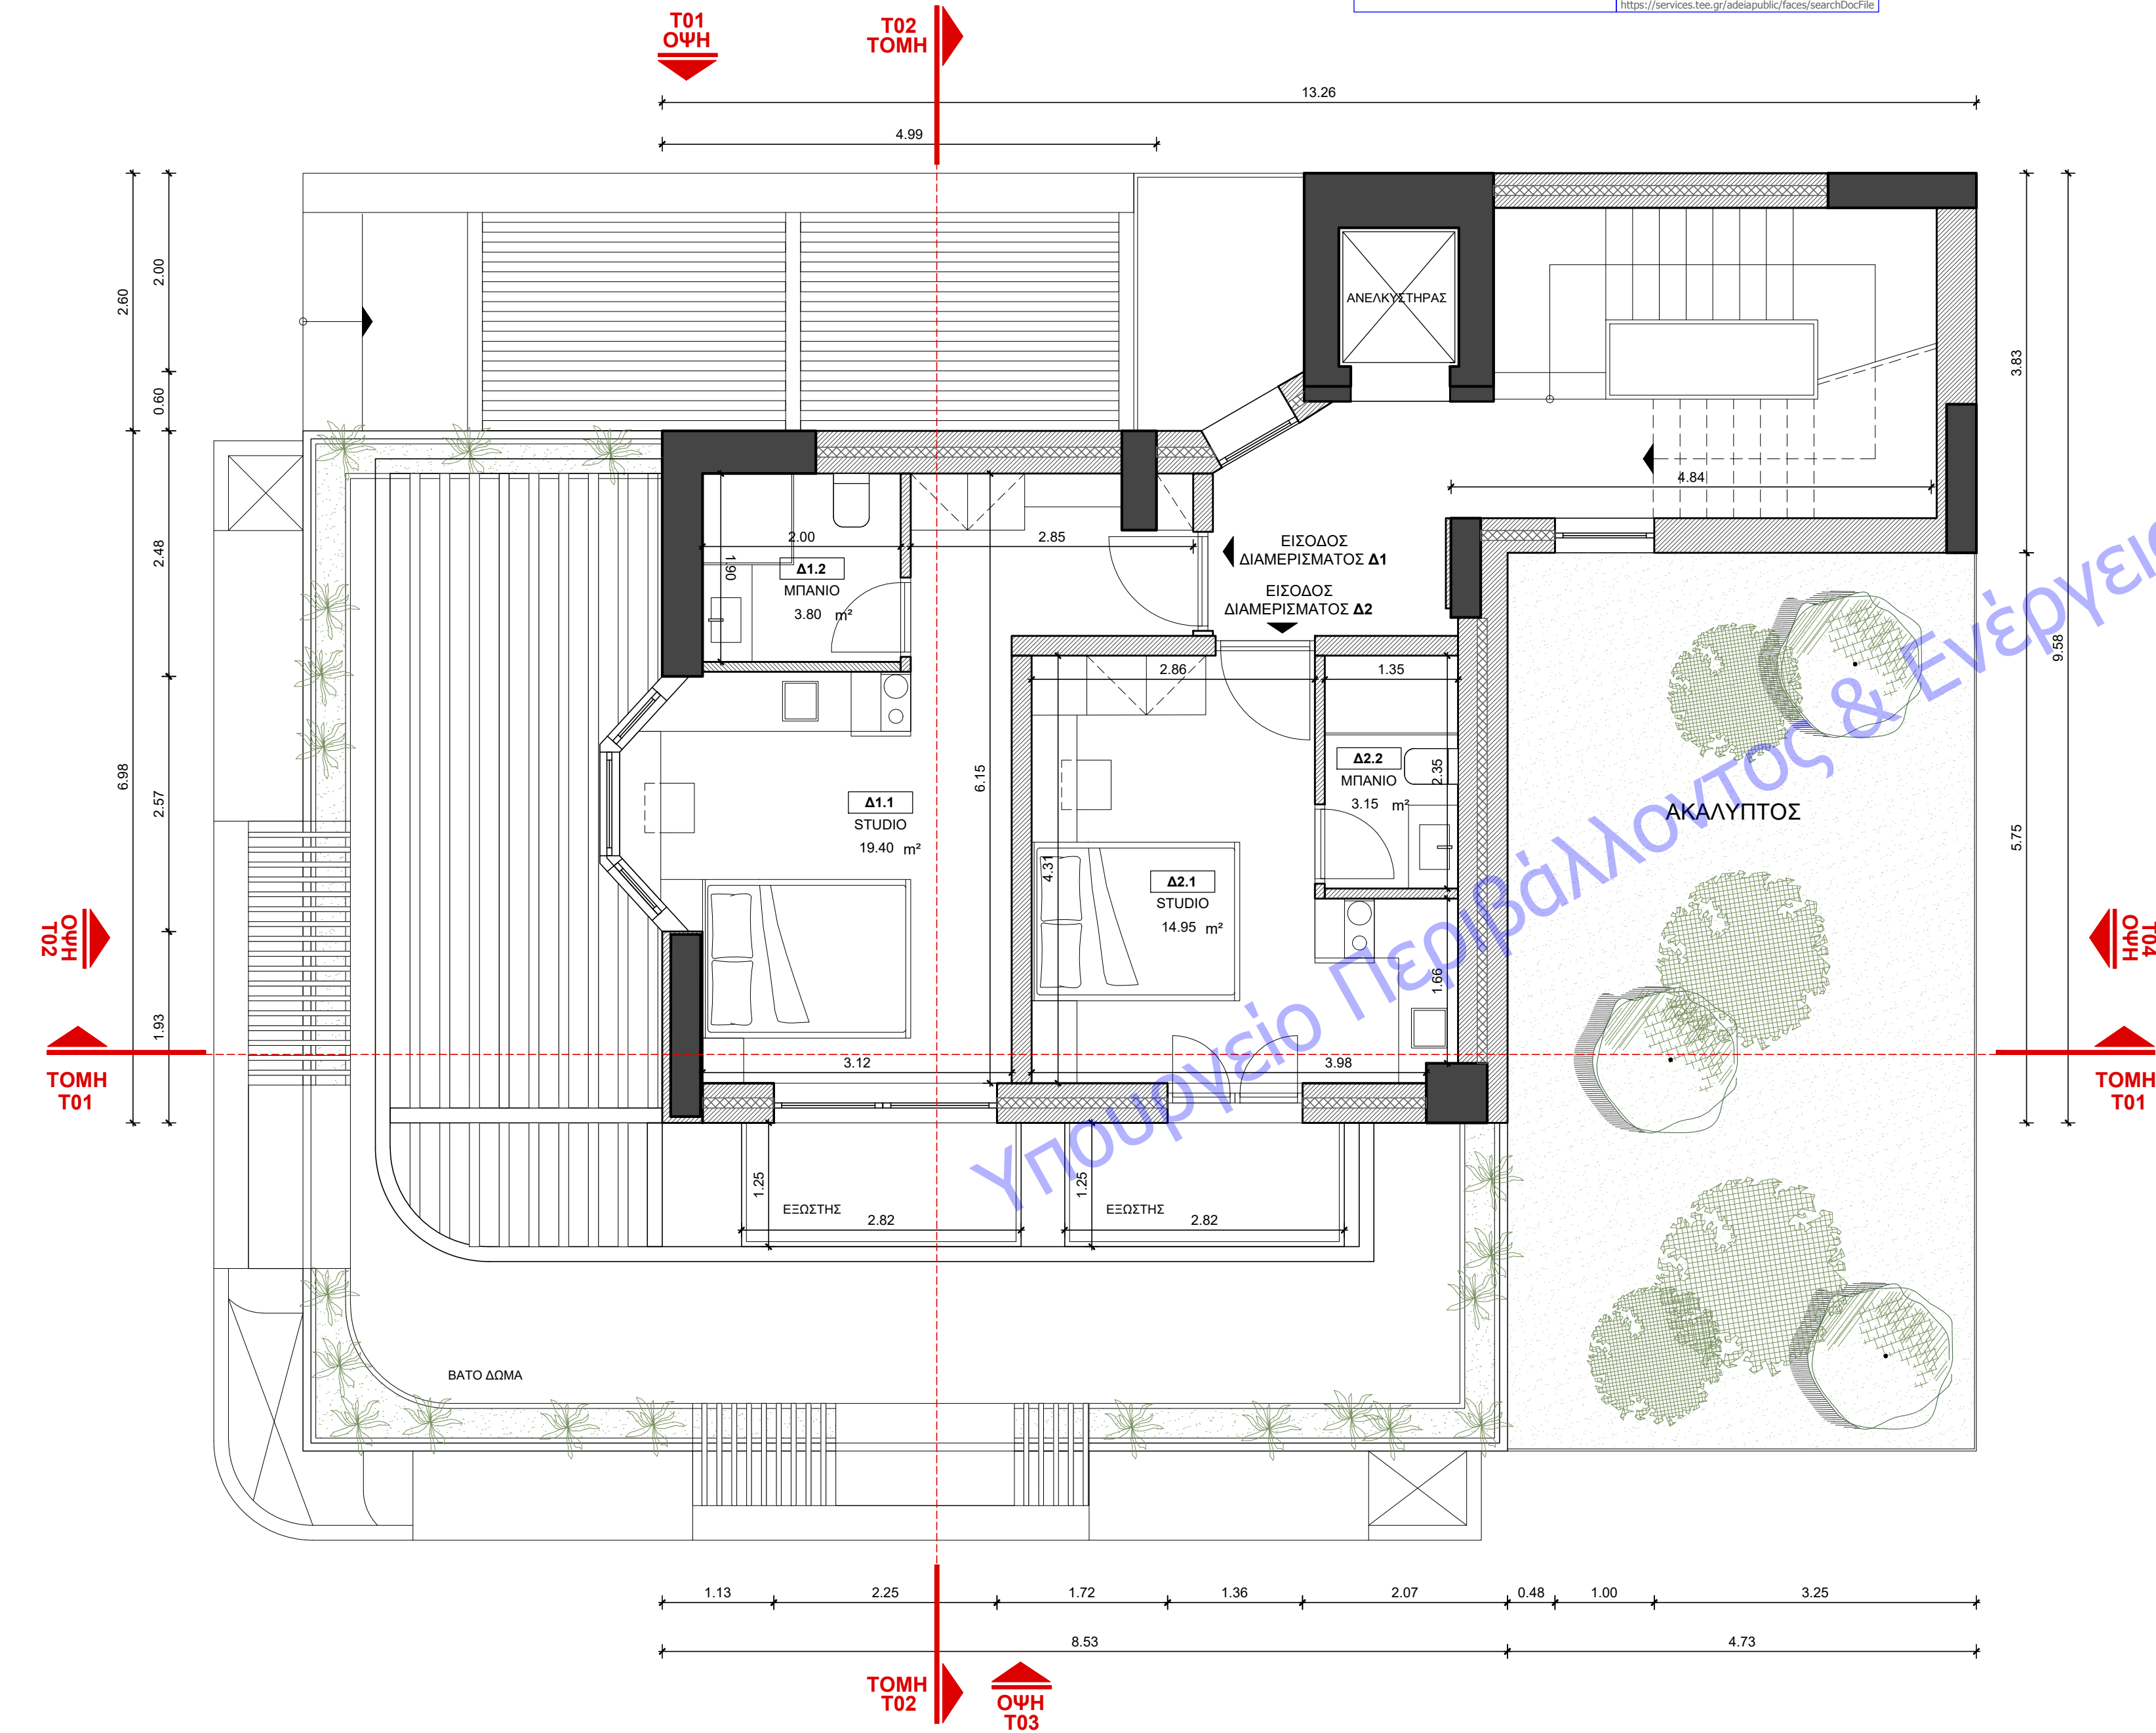 https://services.tee.gr/adeiapublic/faces/searchDocFile
T01
ΟΨΗ
T02
ΤΟΜΗ
13.26
4.99
2.60
2.00
0.60
6.98
2.48
2.57
1.93
3.83
9.58
5.75
ΑΝΕΛΚΥΣΤΗΡΑΣ
4.84
2.00
2.85
1.90
Δ1.2
ΜΠΑΝΙΟ
3.80 m²
ΕΙΣΟΔΟΣ
ΔΙΑΜΕΡΙΣΜΑΤΟΣ Δ1
ΕΙΣΟΔΟΣ
ΔΙΑΜΕΡΙΣΜΑΤΟΣ Δ2
2.86
1.35
Δ2.2
ΜΠΑΝΙΟ
3.15 m²
2.35
6.15
Δ1.1
STUDIO
19.40 m²
4.31
Δ2.1
STUDIO
14.95 m²
1.66
ΑΚΑΛΥΠΤΟΣ
3.12
3.98
1.25
ΕΞΩΣΤΗΣ
2.82
1.25
ΕΞΩΣΤΗΣ
2.82
ΒΑΤΟ ΔΩΜΑ
ΟΨΗ
T02
ΤΟΜΗ
T01
T04
ΟΨΗ
ΤΟΜΗ
T01
Υπουργείο Περιβάλλοντος & Ενέργειας
1.13
2.25
1.72
1.36
2.07
0.48
1.00
3.25
8.53
4.73
ΤΟΜΗ
T02
ΟΨΗ
T03